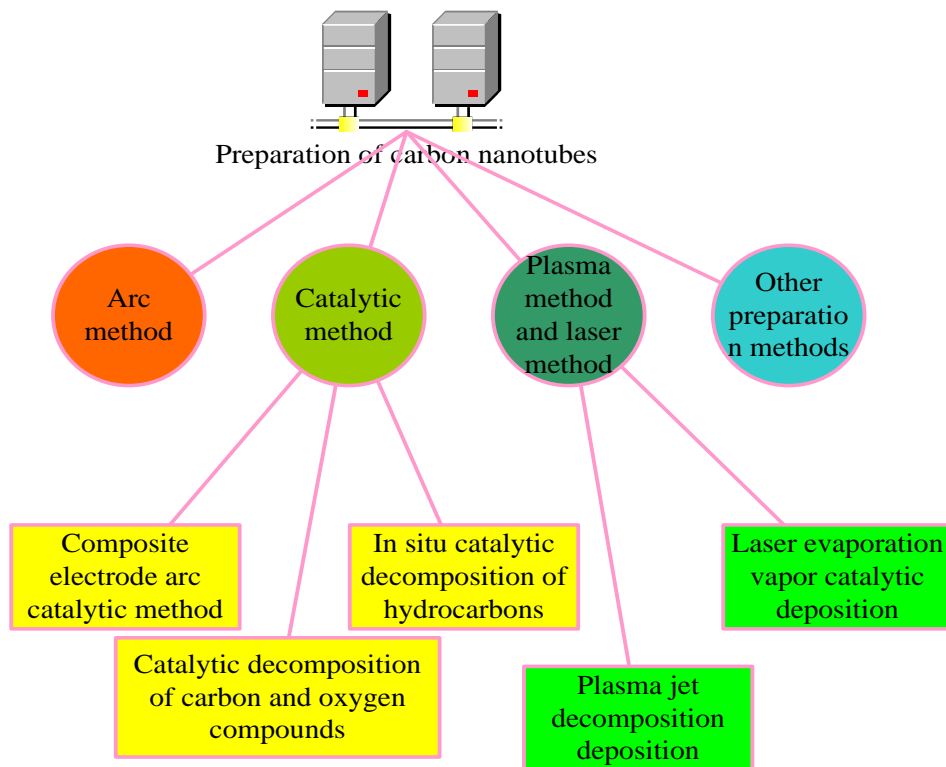 Preparation of carbon nanotubes
Arc
method
Catalytic
method
Plasma
method
and laser
method
Other
preparatio
n methods
Composite
electrode arc
catalytic method
In situ catalytic
decomposition of
hydrocarbons
Laser evaporation
vapor catalytic
deposition
Catalytic decomposition
of carbon and oxygen
compounds
Plasma jet
decomposition
deposition